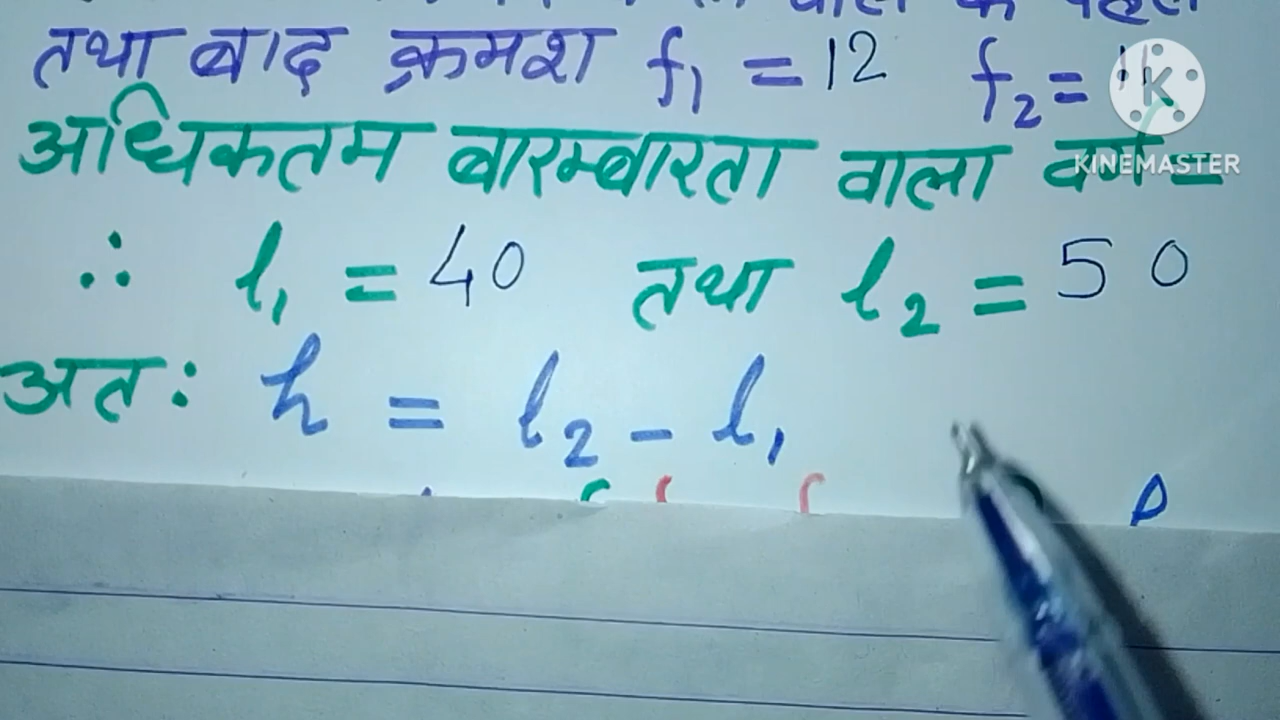 तथा बाद क्रमश f₁ = 12 f₂ =
KINEMASTER
अधिकतम बारम्बारता वाला वर्ग =
∴ l₁ = 40 तथा l₂ = 50
अतः h = l₂ - l₁